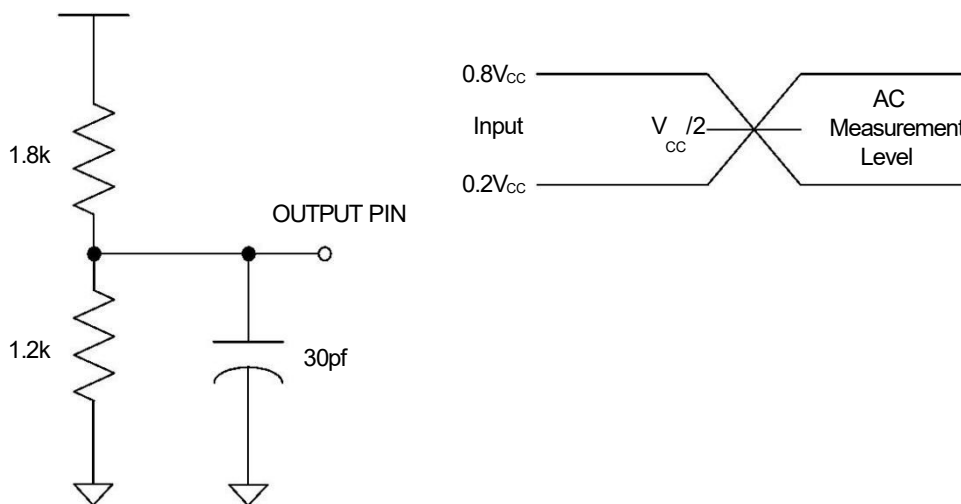 1.8k
OUTPUT PIN
1.2k
30pf
0.8Vcc
Input
Vcc/2
0.2Vcc
AC
Measurement
Level